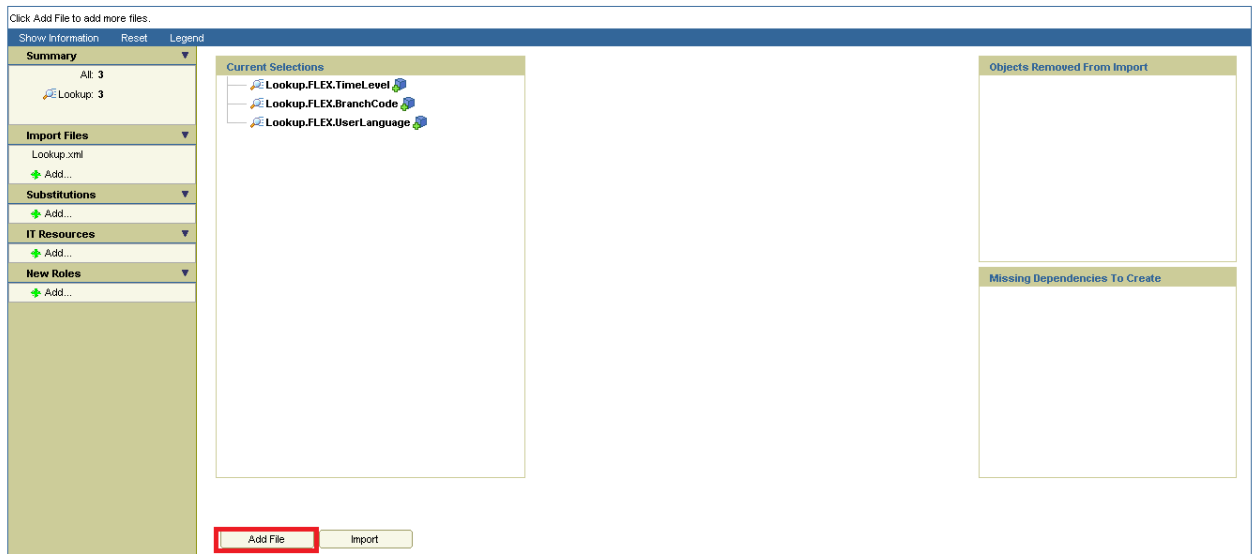 Click Add File to add more files.
Show Information Reset Legend
Summary
All: 3
Lookup: 3
Import Files
Lookup.xml
Add...
Substitutions
Add...
IT Resources
Add...
New Roles
Add...
Current Selections
Lookup.FLEX.TimeLevel
Lookup.FLEX.BranchCode
Lookup.FLEX.UserLanguage
Objects Removed From Import
Missing Dependencies To Create
Add File Import